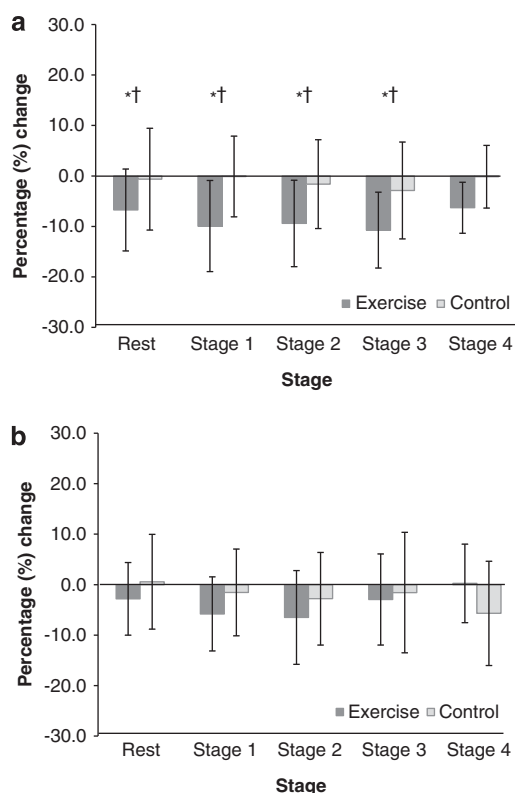 a
Percentage (%) change
30.0
20.0
10.0
0.0
-10.0
-20.0
-30.0
*† *† *† *†
Exercise Control
Rest Stage 1 Stage 2 Stage 3 Stage 4
Stage
b
Percentage (%) change
30.0
20.0
10.0
0.0
-10.0
-20.0
-30.0
Exercise Control
Rest Stage 1 Stage 2 Stage 3 Stage 4
Stage